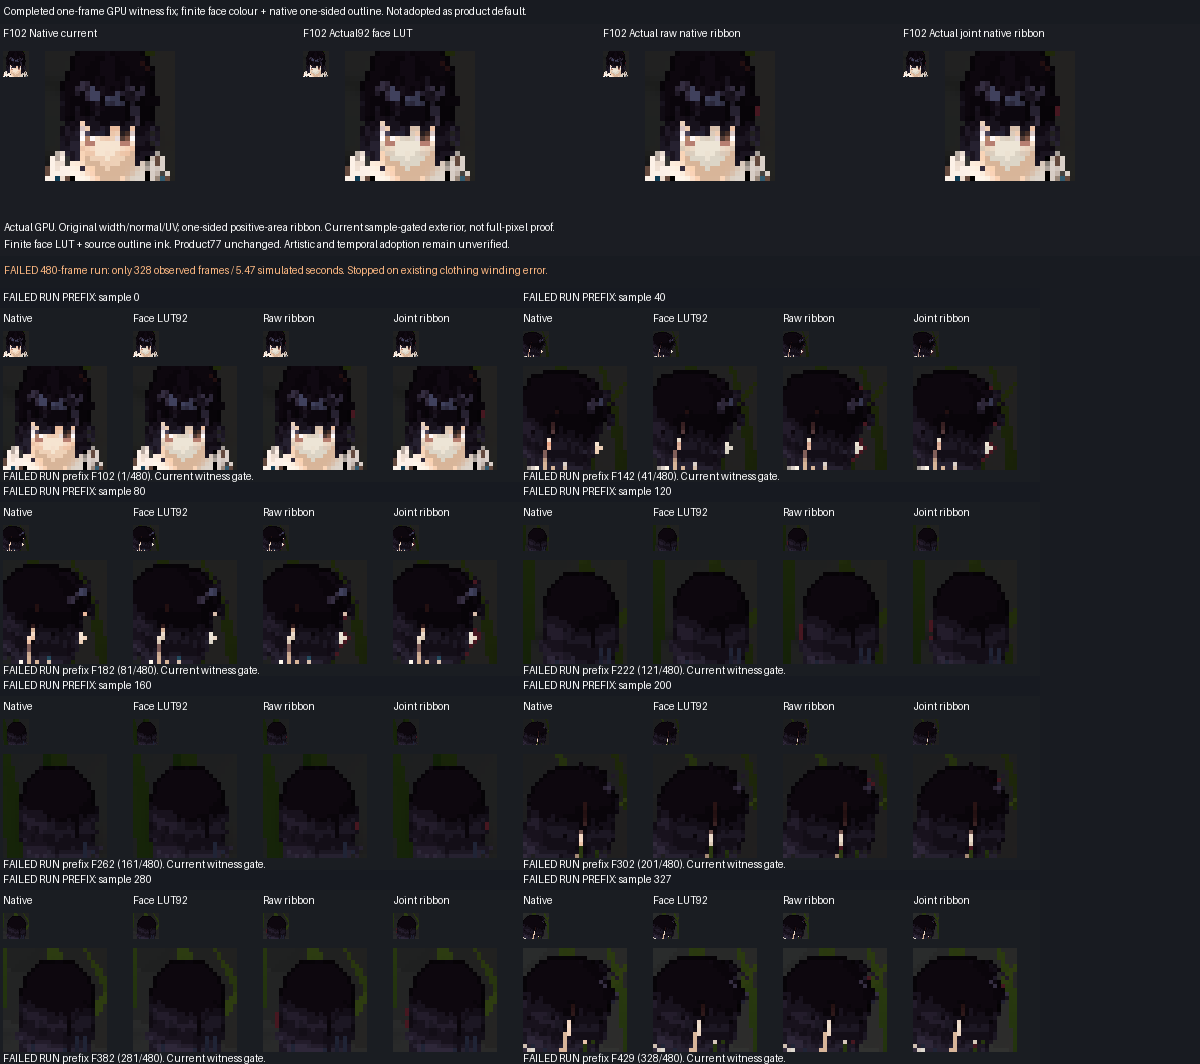 Completed one-frame GPU witness fix; finite face colour + native one-sided outline. Not adopted as product default.
F102 Native current
F102 Actual92 face LUT
F102 Actual raw native ribbon
F102 Actual joint native ribbon
Actual GPU. Original width/normal/UV; one-sided positive-area ribbon. Current sample-gated exterior, not full-pixel proof.
Finite face LUT + source outline ink. Product77 unchanged. Artistic and temporal adoption remain unverified.
FAILED 480-frame run: only 328 observed frames / 5.47 simulated seconds. Stopped on existing clothing winding error.
FAILED RUN PREFIX: sample 0
FAILED RUN PREFIX: sample 40
Native
Face LUT92
Raw ribbon
Joint ribbon
Native
Face LUT92
Raw ribbon
Joint ribbon
FAILED RUN prefix F102 (1/480). Current witness gate.
FAILED RUN prefix F142 (41/480). Current witness gate.
FAILED RUN PREFIX: sample 80
FAILED RUN PREFIX: sample 120
Native
Face LUT92
Raw ribbon
Joint ribbon
Native
Face LUT92
Raw ribbon
Joint ribbon
FAILED RUN prefix F182 (81/480). Current witness gate.
FAILED RUN prefix F222 (121/480). Current witness gate.
FAILED RUN PREFIX: sample 160
FAILED RUN PREFIX: sample 200
Native
Face LUT92
Raw ribbon
Joint ribbon
Native
Face LUT92
Raw ribbon
Joint ribbon
FAILED RUN prefix F262 (161/480). Current witness gate.
FAILED RUN prefix F302 (201/480). Current witness gate.
FAILED RUN PREFIX: sample 280
FAILED RUN PREFIX: sample 327
Native
Face LUT92
Raw ribbon
Joint ribbon
Native
Face LUT92
Raw ribbon
Joint ribbon
FAILED RUN prefix F382 (281/480). Current witness gate.
FAILED RUN prefix F429 (328/480). Current witness gate.